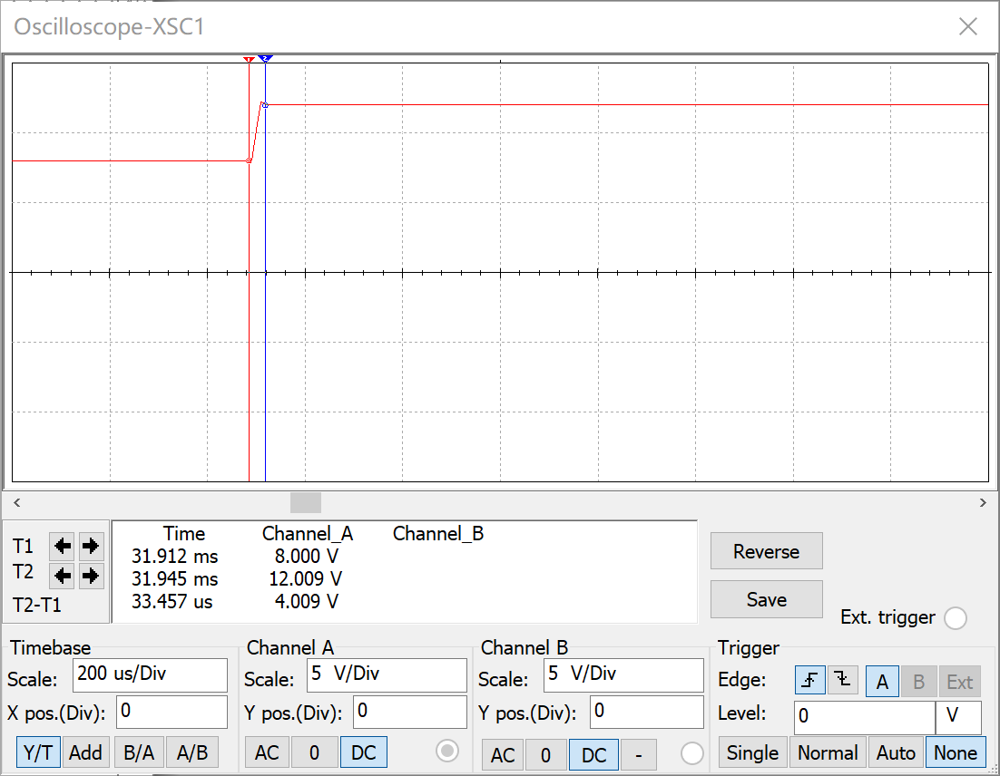 Oscilloscope-XSC1
1 2
Time Channel_A Channel_B
T1 31.912 ms 8.000 V
T2 31.945 ms 12.009 V
T2-T1 33.457 us 4.009 V
Reverse
Save
Ext. trigger
Timebase
Scale: 200 us/Div
X pos.(Div): 0
Y/T Add B/A A/B
Channel A
Scale: 5 V/Div
Y pos.(Div): 0
AC 0 DC
Channel B
Scale: 5 V/Div
Y pos.(Div): 0
AC 0 DC -
Trigger
Edge: A B Ext
Level: 0 V
Single Normal Auto None